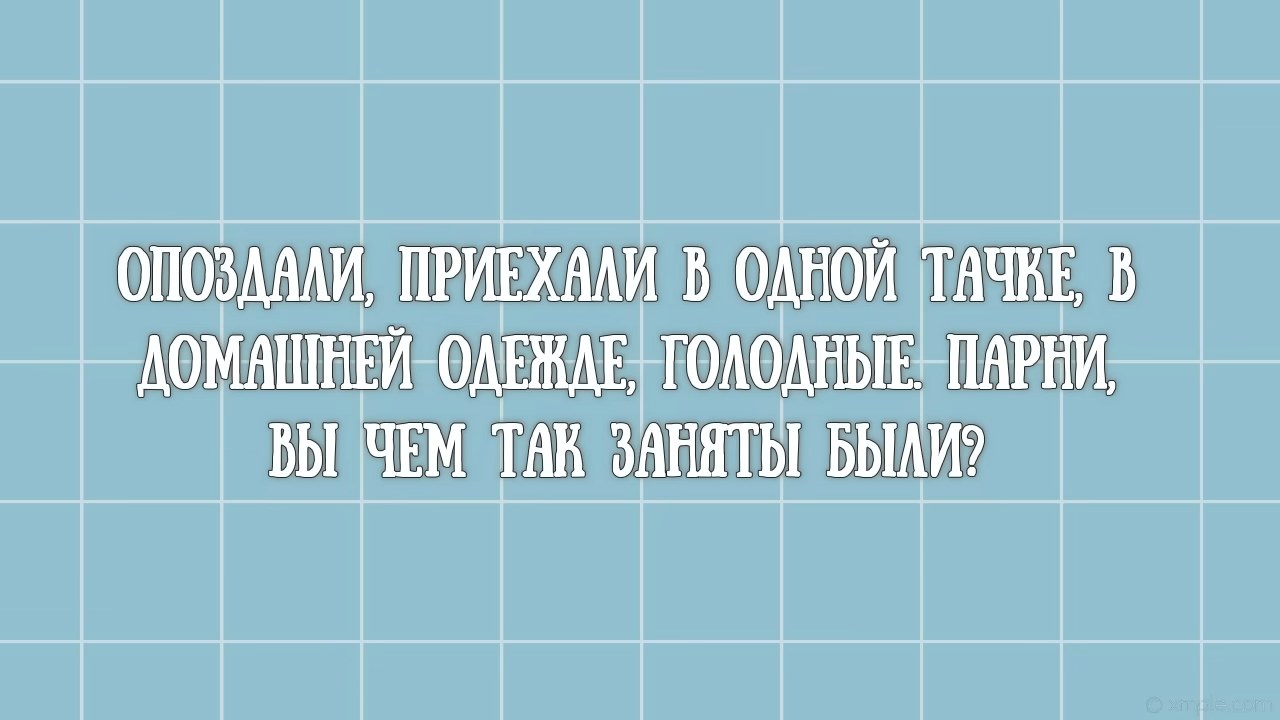 ОПОЗДАЛИ, ПРИЕХАЛИ В ОДНОЙ ТАЧКЕ, В
ДОМАШНЕЙ ОДЕЖДЕ, ГОЛОДНЫЕ. ПАРНИ,
ВЫ ЧЕМ ТАК ЗАНЯТЫ БЫЛИ?